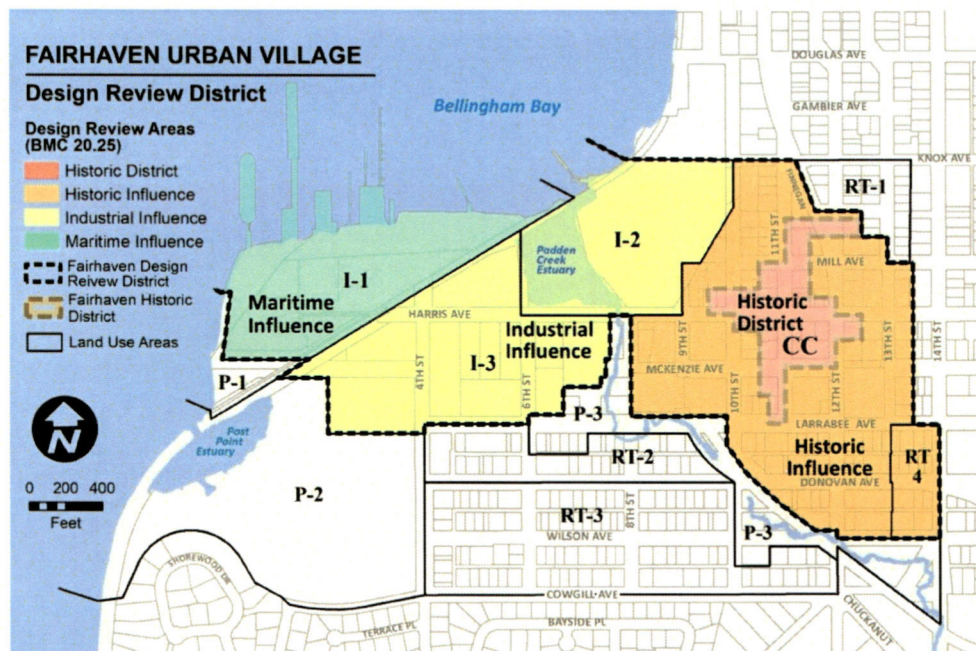 FAIRHAVEN URBAN VILLAGE
Design Review District
Design Review Areas
(BMC 20.25)
Historic District
Historic Influence
Industrial Influence
Maritime Influence
Fairhaven Design
Reivew District
Fairhaven Historic
District
Land Use Areas
N
0 200 400
Feet
Bellingham Bay
DOUGLAS AVE
GAMBIER AVE
KNOX AVE
FINNEGAN
RT-1
11TH ST
MILL AVE
I-2
Padden
Creek
Estuary
I-1
Maritime
Influence
HARRIS AVE
Industrial
Influence
I-3
4TH ST
6TH ST
Historic
District
CC
9TH ST
10TH ST
12TH ST
13TH ST
14TH ST
MCKENZIE AVE
LARRABEE AVE
Historic
Influence
DONOVAN AVE
RT
4
P-1
Post
Point
Estuary
P-2
P-3
RT-2
RT-3
8TH ST
WILSON AVE
P-3
COWGILL AVE
SHOREWOOD DR
TERRACE PL
BAYSIDE PL
CHUCKANUT